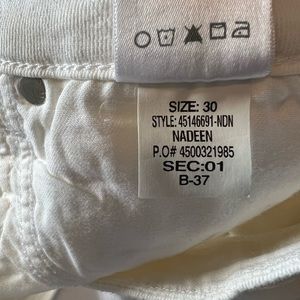 SIZE: 30
STYLE: 45146691-NDN
NADEEN
P.O# 4500321985
SEC:01
B-37